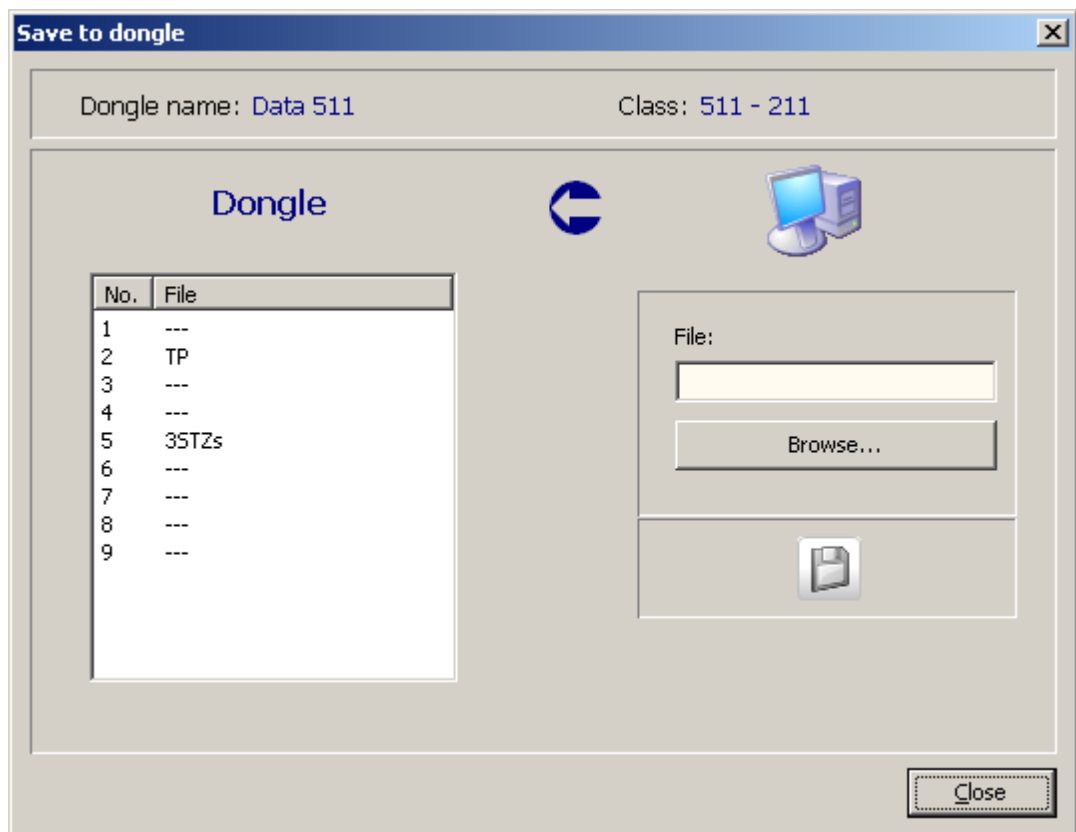 Save to dongle
Dongle name: Data 511 Class: 511 - 211
Dongle
No. File
1 ---
2 TP
3 ---
4 ---
5 3STZs
6 ---
7 ---
8 ---
9 ---
File:
Browse...
Close